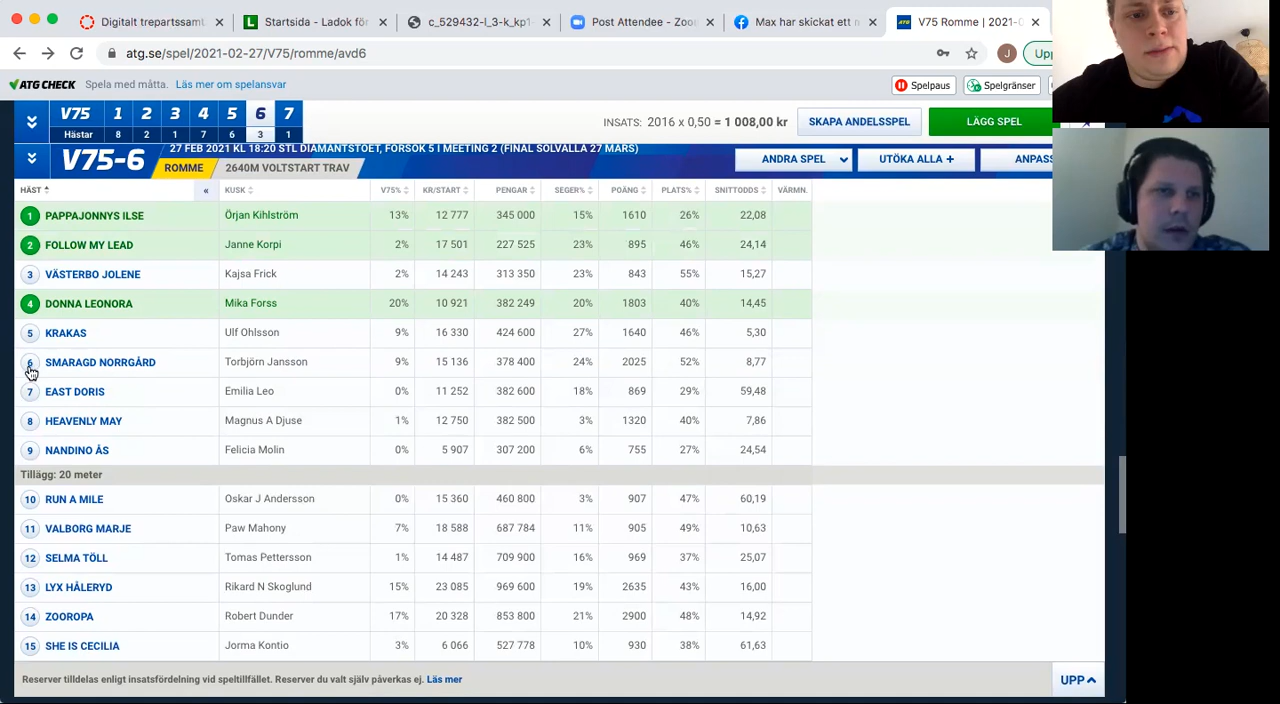 Digitalt trepartssamt
Startsida - Ladok för
c_529432-l_3-k_kp1-
Post Attendee - Zoo
Max har skickat ett m
V75 Romme | 2021-0
atg.se/spel/2021-02-27/V75/romme/avd6
J
Upp
ATG CHECK Spela med måtta. Läs mer om spelansvar
Spelpaus
Spelgränser
V75 1 2 3 4 5 6 7
Hästar 8 2 1 7 6 3 1
INSATS: 2016 x 0,50 = 1 008,00 kr
SKAPA ANDELSSPEL
LÄGG SPEL
V75-6
27 FEB 2021 KL 18:20 STL DIAMANTSTOET, FÖRSÖK 5 I MEETING 2 (FINAL SOLVALLA 27 MARS)
ROMME 2640M VOLTSTART TRAV
ANDRA SPEL
UTÖKA ALLA +
ANPASS
HÄST « KUSK V75% KR/START PENGAR SEGER% POÄNG PLATS% SNITTODDS VÄRMN.
1 PAPPAJONNYS ILSE Örjan Kihlström 13% 12 777 345 000 15% 1610 26% 22,08
2 FOLLOW MY LEAD Janne Korpi 2% 17 501 227 525 23% 895 46% 24,14
3 VÄSTERBO JOLENE Kajsa Frick 2% 14 243 313 350 23% 843 55% 15,27
4 DONNA LEONORA Mika Forss 20% 10 921 382 249 20% 1803 40% 14,45
5 KRAKAS Ulf Ohlsson 9% 16 330 424 600 27% 1640 46% 5,30
6 SMARAGD NORRGÅRD Torbjörn Jansson 9% 15 136 378 400 24% 2025 52% 8,77
7 EAST DORIS Emilia Leo 0% 11 252 382 600 18% 869 29% 59,48
8 HEAVENLY MAY Magnus A Djuse 1% 12 750 382 500 3% 1320 40% 7,86
9 NANDINO ÅS Felicia Molin 0% 5 907 307 200 6% 755 27% 24,54
Tillägg: 20 meter
10 RUN A MILE Oskar J Andersson 0% 15 360 460 800 3% 907 47% 60,19
11 VALBORG MARJE Paw Mahony 7% 18 588 687 784 11% 905 49% 10,63
12 SELMA TÖLL Tomas Pettersson 1% 14 487 709 900 16% 969 37% 25,07
13 LYX HÅLERYD Rikard N Skoglund 15% 23 085 969 600 19% 2635 43% 16,00
14 ZOOROPA Robert Dunder 17% 20 328 853 800 21% 2900 48% 14,92
15 SHE IS CECILIA Jorma Kontio 3% 6 066 527 778 10% 930 38% 61,63
Reserver tilldelas enligt insatsfördelning vid speltillfället. Reserver du valt själv påverkas ej. Läs mer
UPP